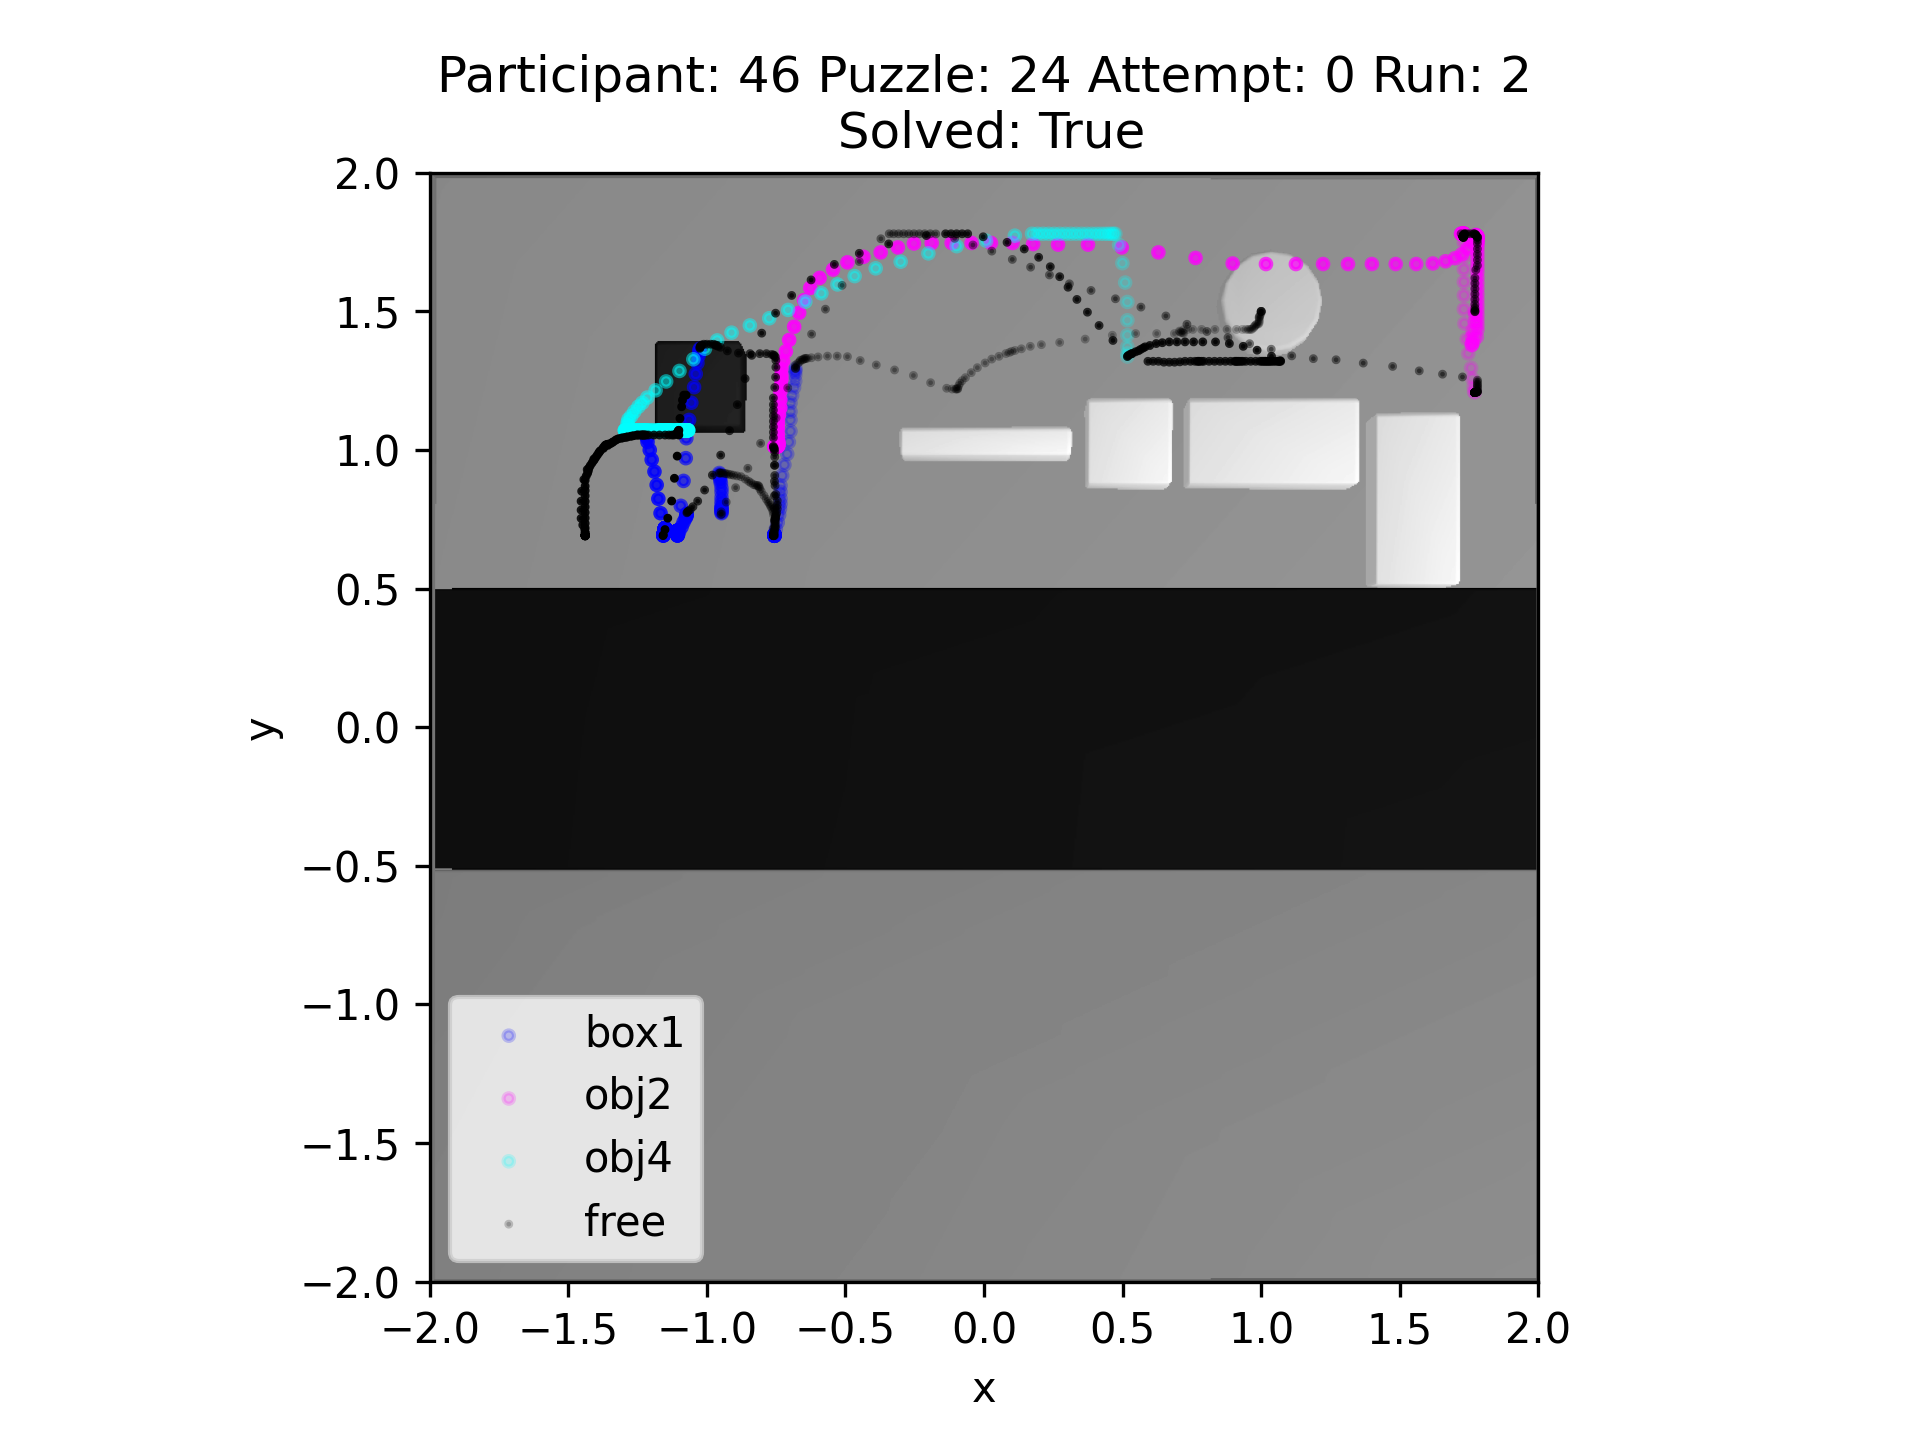 Participant: 46 Puzzle: 24 Attempt: 0 Run: 2
Solved: True
2.0
1.5
1.0
0.5
0.0
−0.5
−1.0
−1.5
−2.0
y
box1
obj2
obj4
free
−2.0 −1.5 −1.0 −0.5 0.0 0.5 1.0 1.5 2.0
x